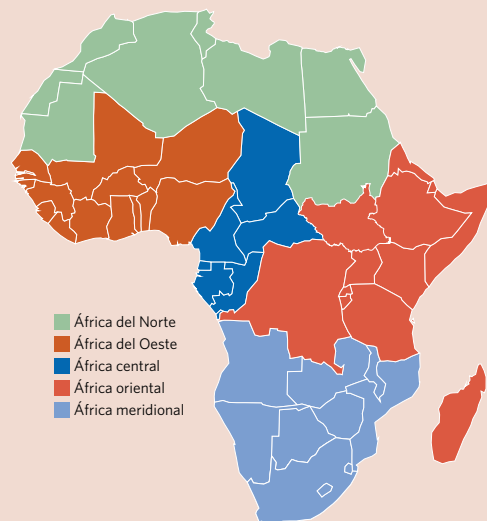 África del Norte
África del Oeste
África central
África oriental
África meridional